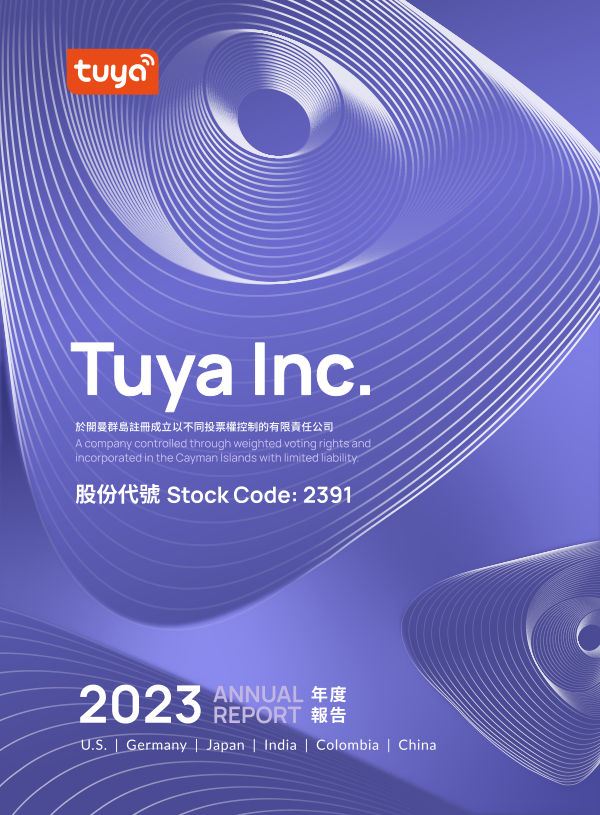 tuya
Tuya Inc.
於開曼群島註冊成立以不同投票權控制的有限責任公司
A company controlled through weighted voting rights and
incorporated in the Cayman Islands with limited liability.
股份代號 Stock Code: 2391
2023 ANNUAL REPORT 年度報告
U.S. | Germany | Japan | India | Colombia | China